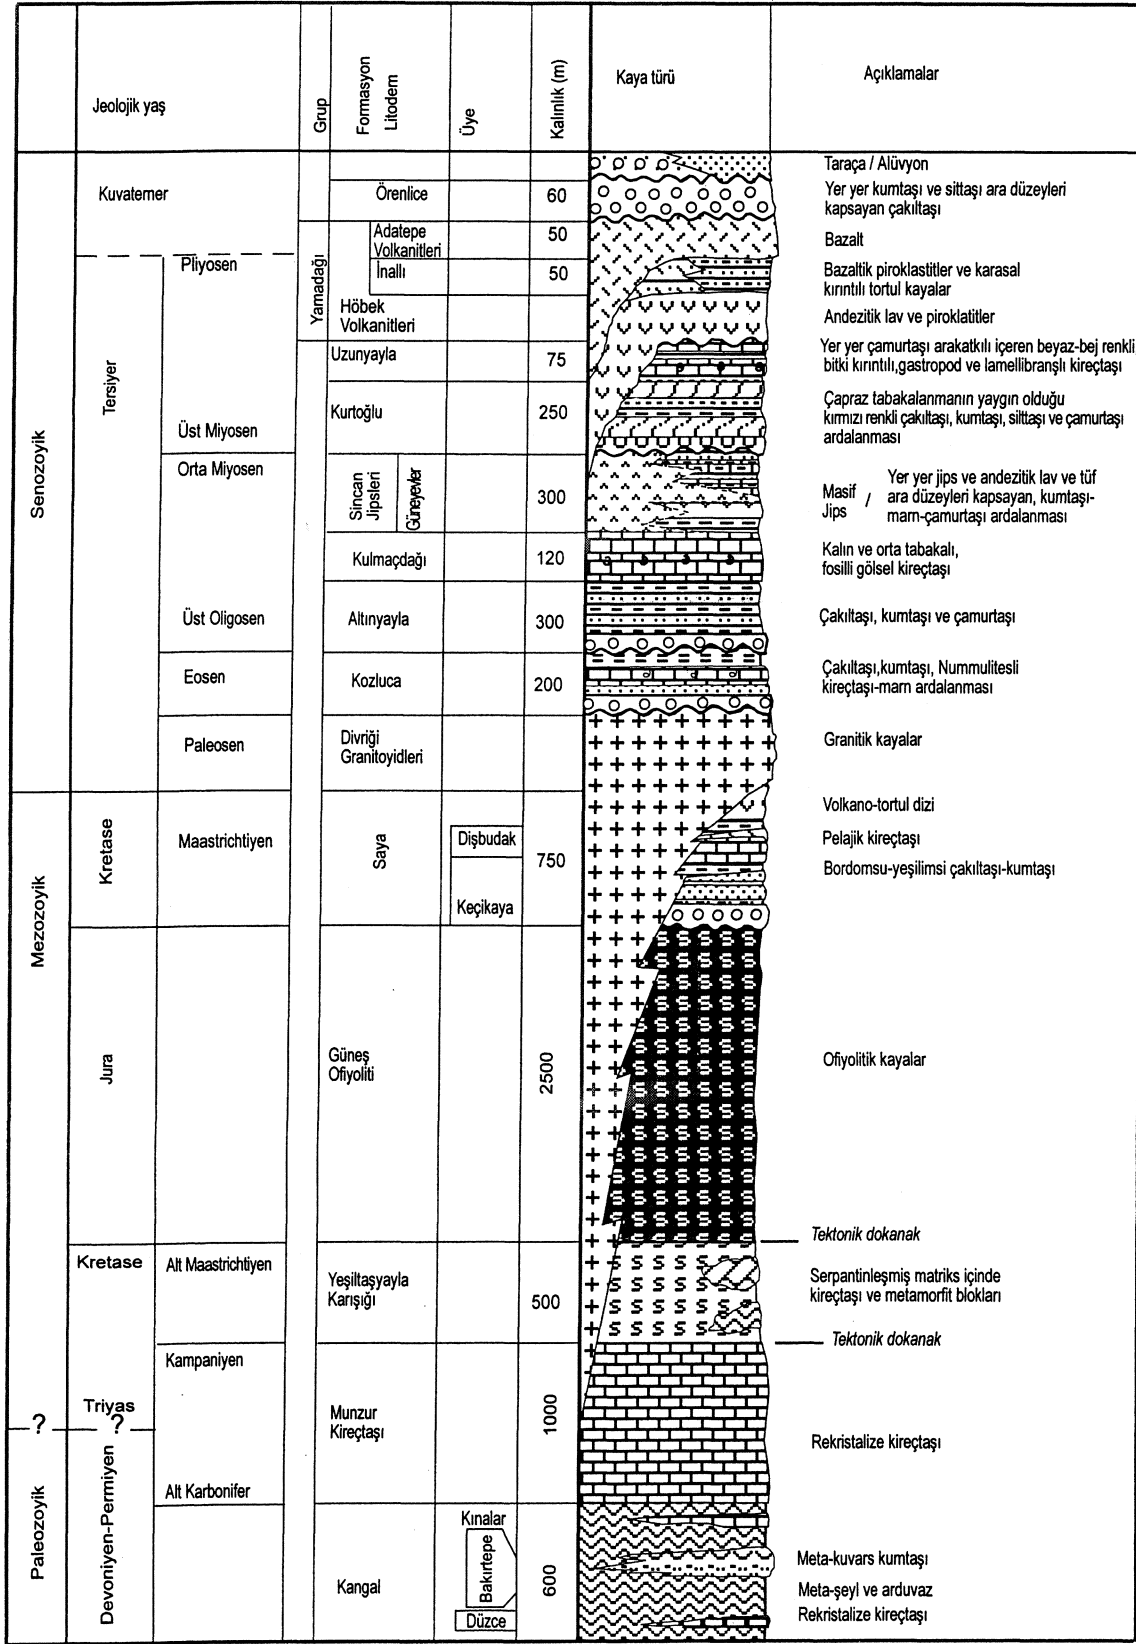 Jeolojik yaş
Grup
Formasyon
Litodem
Üye
Kalınlık (m)
Kaya türü
Açıklamalar
Senozoyik
Kuvaterner
Taraça / Alüvyon
Örenlice
60
Yer yer kumtaşı ve sittaşı ara düzeyleri
kapsayan çakıltaşı
Yamadağı
Adatepe
Volkanitleri
50
Bazalt
Tersiyer
Pliyosen
İnallı
50
Bazaltik piroklastitler ve karasal
kırıntılı tortul kayalar
Höbek
Volkanitleri
Andezitik lav ve piroklatitler
Uzunyayla
75
Yer yer çamurtaşı arakatkılı içeren beyaz-bej renkli,
bitki kırıntılı,gastropod ve lamellibranşlı kireçtaşı
Üst Miyosen
Kurtoğlu
250
Çapraz tabakalanmanın yaygın olduğu
kırmızı renkli çakıltaşı, kumtaşı, silttaşı ve çamurtaşı
ardalanması
Orta Miyosen
Sincan
Jipsleri
Güneyevler
300
Masif
Jips
/
Yer yer jips ve andezitik lav ve tüf
ara düzeyleri kapsayan, kumtaşı-
marn-çamurtaşı ardalanması
Kulmaçdağı
120
Kalın ve orta tabakalı,
fosilli gölsel kireçtaşı
Üst Oligosen
Altınyayla
300
Çakıltaşı, kumtaşı ve çamurtaşı
Eosen
Kozluca
200
Çakıltaşı,kumtaşı, Nummulitesli
kireçtaşı-marn ardalanması
Paleosen
Divriği
Granitoyidleri
Granitik kayalar
Mezozoyik
Kretase
Maastrichtiyen
Saya
Dişbudak
Keçikaya
750
Volkano-tortul dizi
Pelajik kireçtaşı
Bordomsu-yeşilimsi çakıltaşı-kumtaşı
Jura
Güneş
Ofiyoliti
2500
Ofiyolitik kayalar
Tektonik dokanak
Kretase
Alt Maastrichtiyen
Yeşiltaşyayla
Karışığı
500
Serpantinleşmiş matriks içinde
kireçtaşı ve metamorfit blokları
Tektonik dokanak
Kampaniyen
Triyas
?
?
Munzur
Kireçtaşı
1000
Rekristalize kireçtaşı
Paleozoyik
Devoniyen-Permiyen
Alt Karbonifer
Kangal
Kınalar
Bakırtepe
Düzce
600
Meta-kuvars kumtaşı
Meta-şeyl ve arduvaz
Rekristalize kireçtaşı